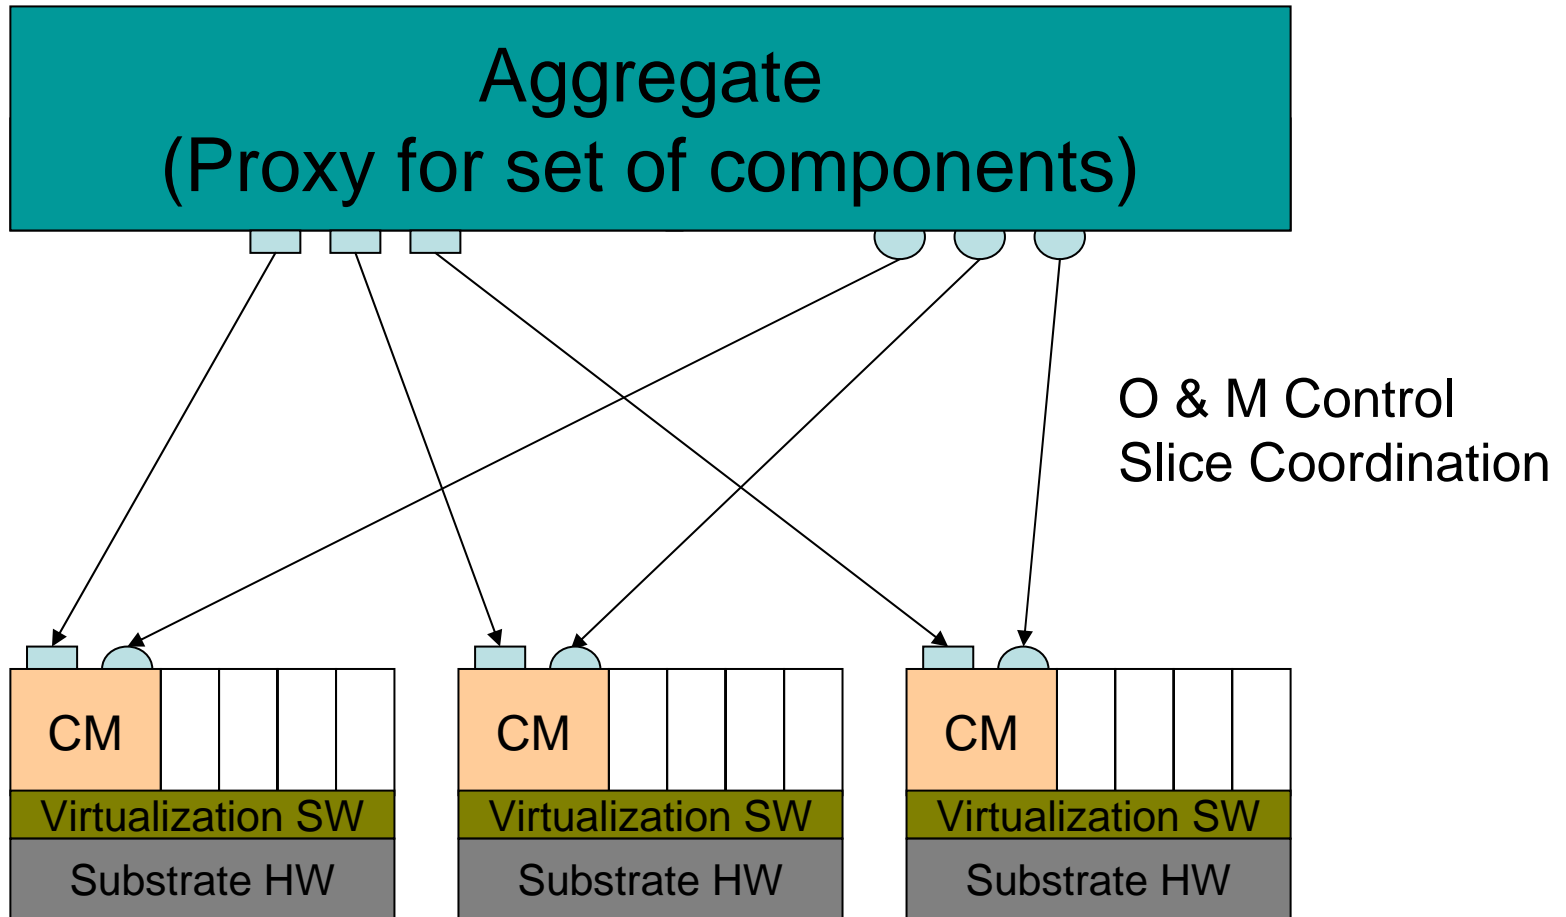 Aggregate
(Proxy for set of components)
O & M Control
Slice Coordination
CM
CM
CM
Virtualization SW
Virtualization SW
Virtualization SW
Substrate HW
Substrate HW
Substrate HW